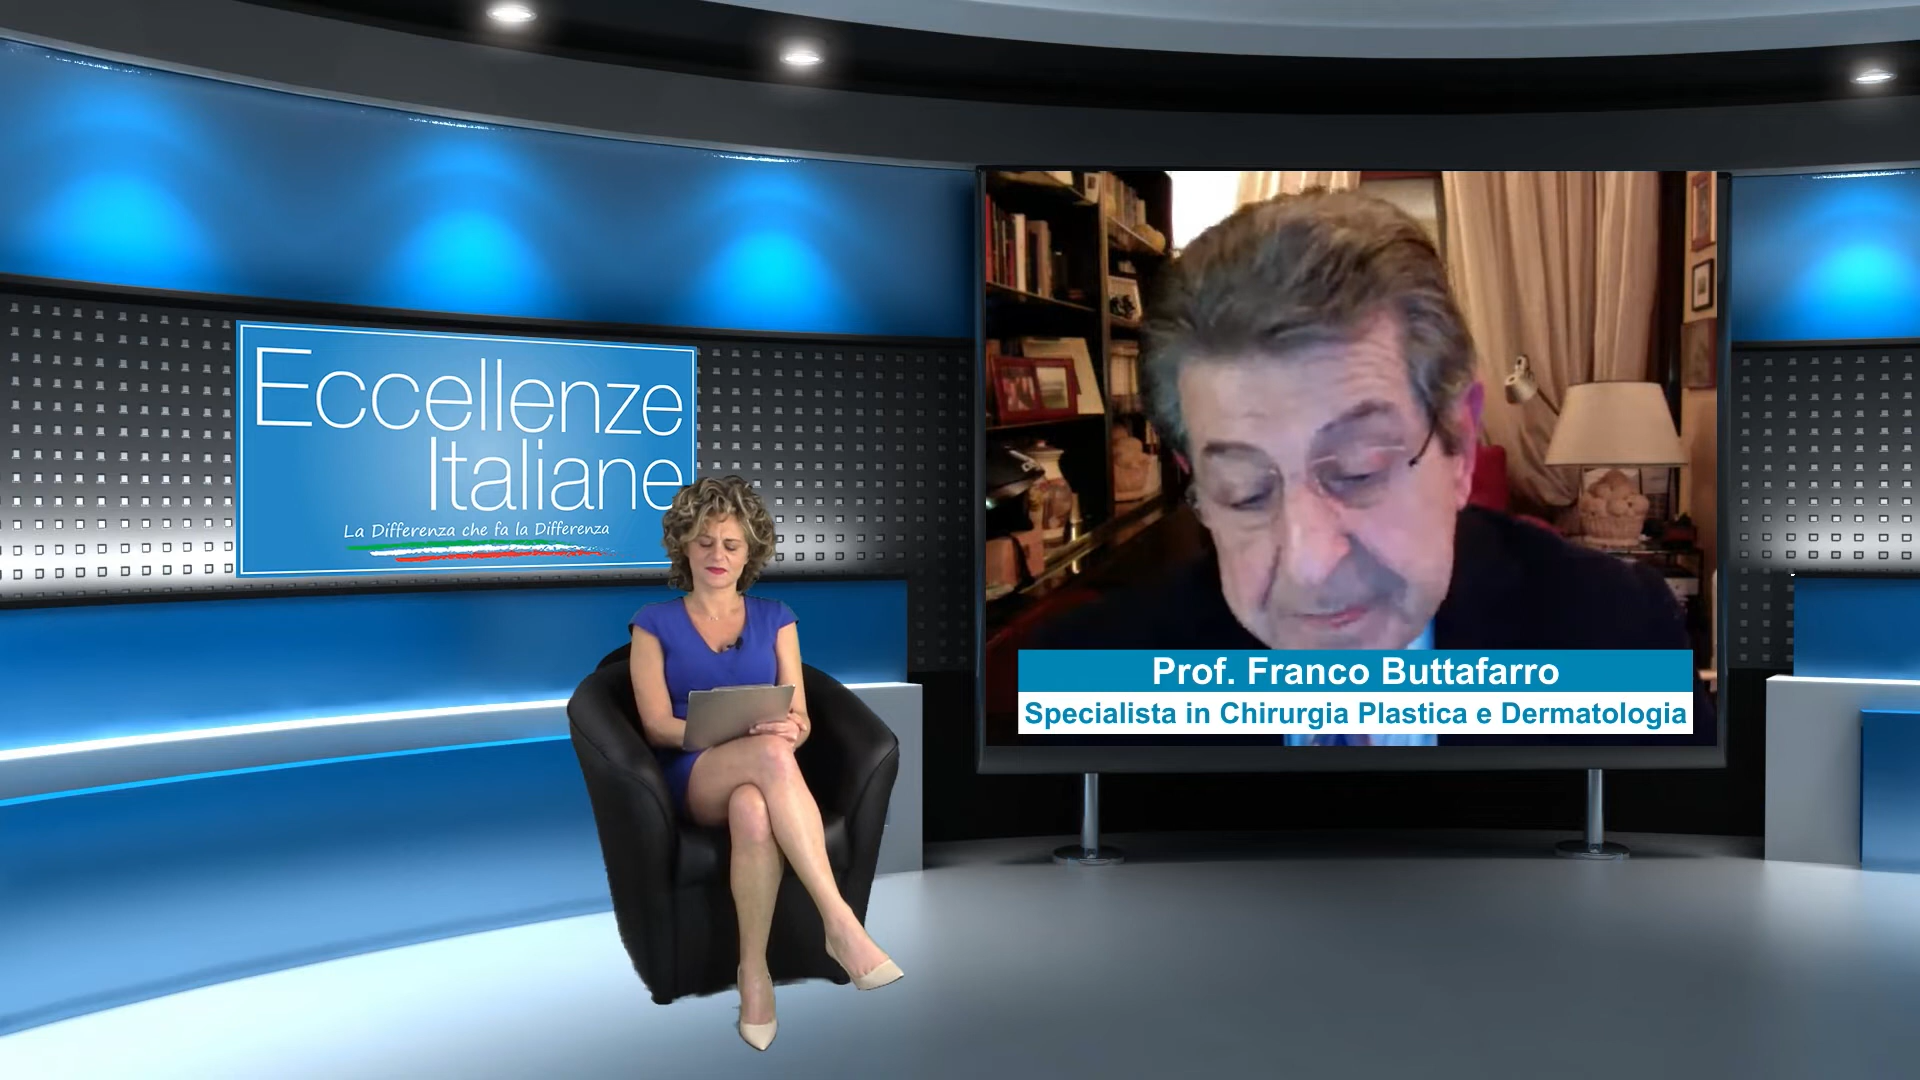 Eccellenze
Italiane
La Differenza che fa la Differenza
Prof. Franco Buttafarro
Specialista in Chirurgia Plastica e Dermatologia